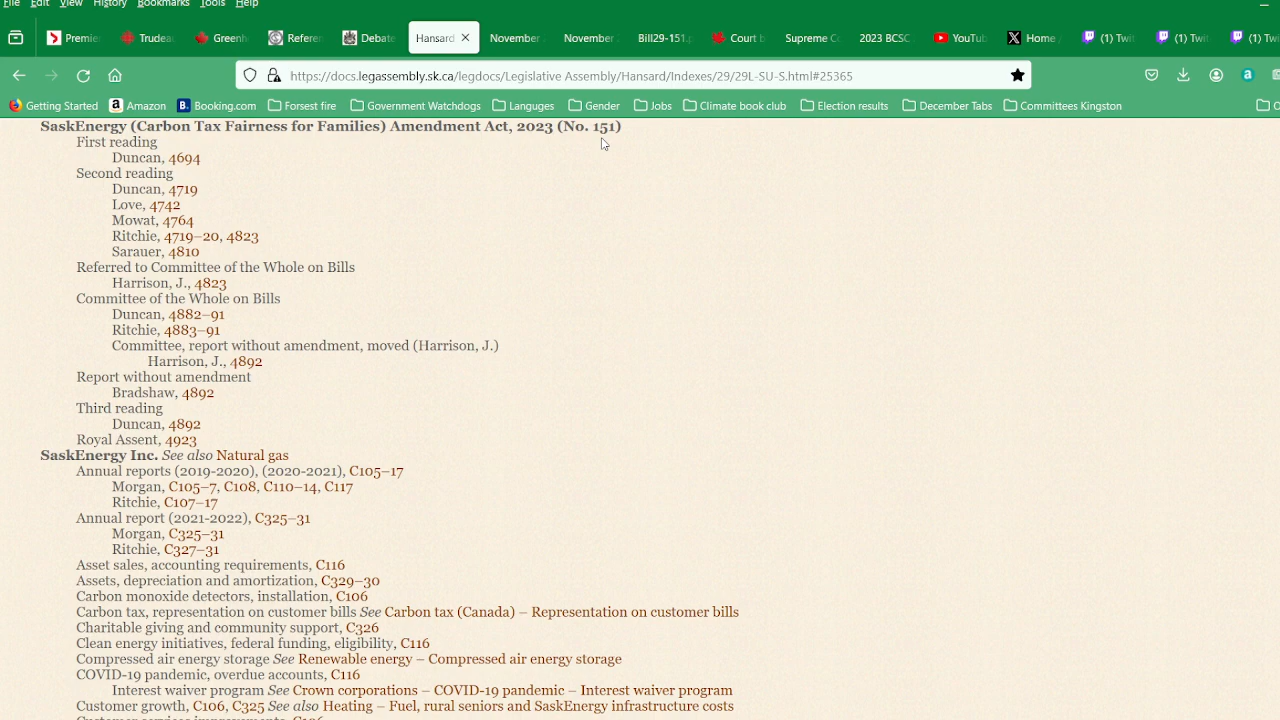 File Edit View History Bookmarks Tools Help
Premie Trudeau Greenh Referen Debate Hansard November November Bill29-151.p Court b Supreme Co 2023 BCSC YouTub Home / (1) Twit (1) Twit (1) Twit
https://docs.legassembly.sk.ca/legdocs/Legislative Assembly/Hansard/Indexes/29/29L-SU-S.html#25365
Getting Started Amazon Booking.com Forsest fire Government Watchdogs Languges Gender Jobs Climate book club Election results December Tabs Committees Kingston
SaskEnergy (Carbon Tax Fairness for Families) Amendment Act, 2023 (No. 151)
First reading
Duncan, 4694
Second reading
Duncan, 4719
Love, 4742
Mowat, 4764
Ritchie, 4719–20, 4823
Sarauer, 4810
Referred to Committee of the Whole on Bills
Harrison, J., 4823
Committee of the Whole on Bills
Duncan, 4882–91
Ritchie, 4883–91
Committee, report without amendment, moved (Harrison, J.)
Harrison, J., 4892
Report without amendment
Bradshaw, 4892
Third reading
Duncan, 4892
Royal Assent, 4923
SaskEnergy Inc. See also Natural gas
Annual reports (2019-2020), (2020-2021), C105–17
Morgan, C105–7, C108, C110–14, C117
Ritchie, C107–17
Annual report (2021-2022), C325–31
Morgan, C325–31
Ritchie, C327–31
Asset sales, accounting requirements, C116
Assets, depreciation and amortization, C329–30
Carbon monoxide detectors, installation, C106
Carbon tax, representation on customer bills See Carbon tax (Canada) – Representation on customer bills
Charitable giving and community support, C326
Clean energy initiatives, federal funding, eligibility, C116
Compressed air energy storage See Renewable energy – Compressed air energy storage
COVID-19 pandemic, overdue accounts, C116
Interest waiver program See Crown corporations – COVID-19 pandemic – Interest waiver program
Customer growth, C106, C325 See also Heating – Fuel, rural seniors and SaskEnergy infrastructure costs